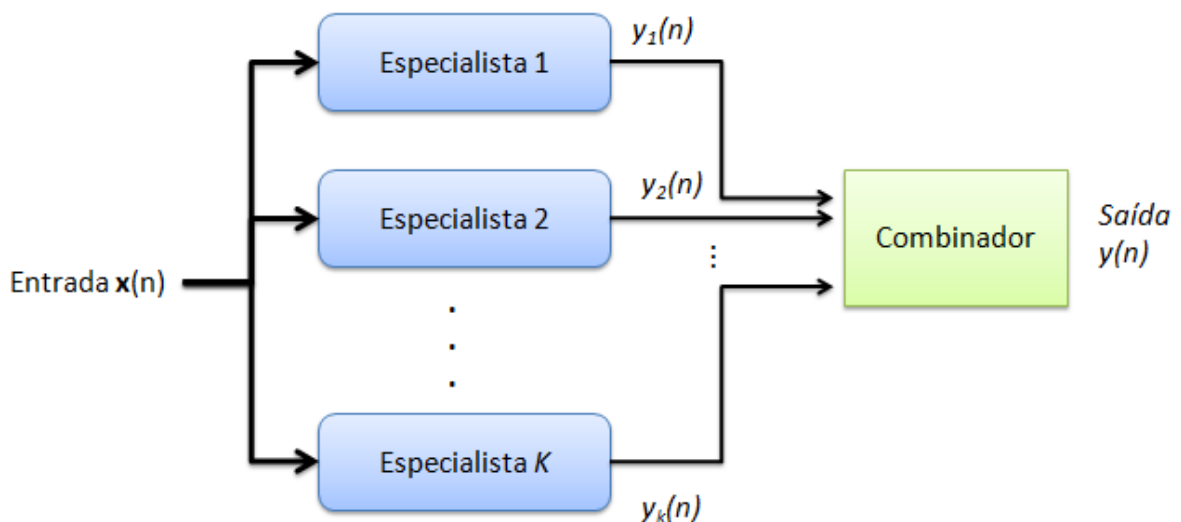 Especialista 1
y₁(n)
Especialista 2
y₂(n)
⋮
Combinador
Saída
y(n)
Entrada x(n)
.
.
.
Especialista K
yₖ(n)